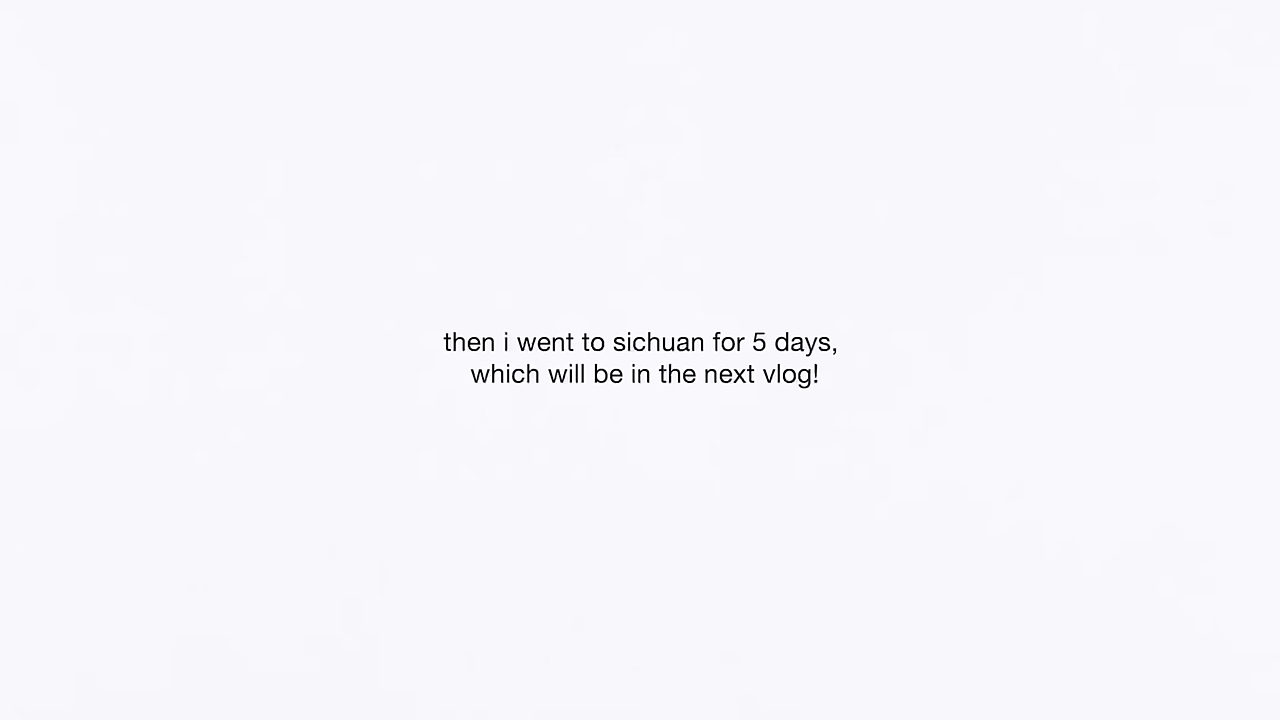 then i went to sichuan for 5 days,
which will be in the next vlog!